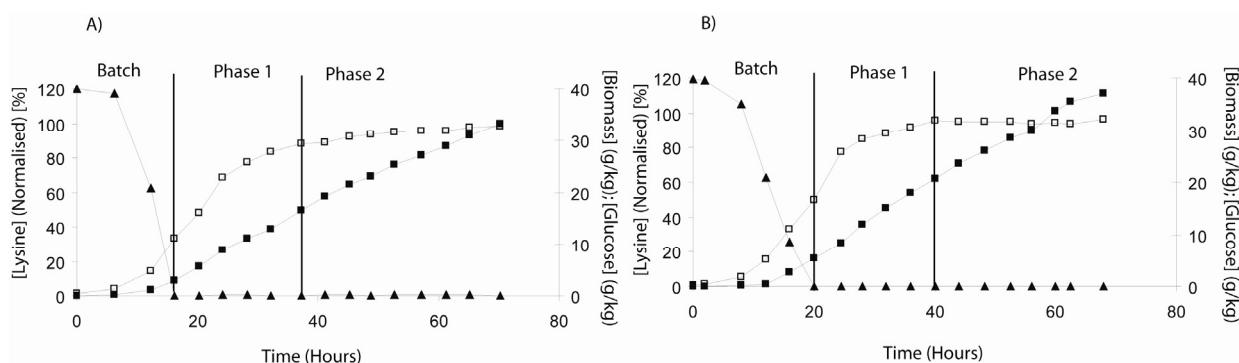 A)
Batch
Phase 1
Phase 2
[Lysine] (Normalised) [%]
120
100
80
60
40
20
0
0
20
40
60
80
Time (Hours)
40
30
20
10
0
[Biomass] (g/kg);[Glucose] (g/kg)
B)
Batch
Phase 1
Phase 2
[Lysine] (Normalised) [%]
120
100
80
60
40
20
0
0
20
40
60
80
Time (Hours)
40
30
20
10
0
[Biomass] (g/kg);[Glucose] (g/kg)